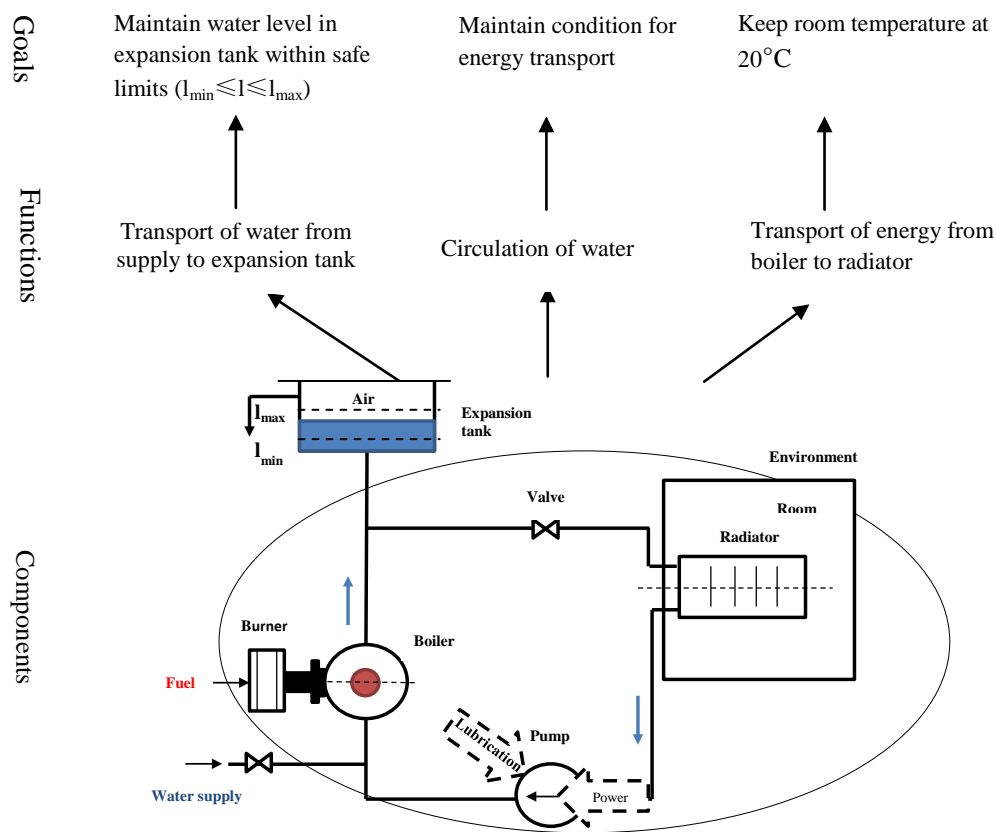 Goals
Maintain water level in
expansion tank within safe
limits (lmin≤l≤lmax)
Maintain condition for
energy transport
Keep room temperature at
20°C
Functions
Transport of water from
supply to expansion tank
Circulation of water
Transport of energy from
boiler to radiator
Components
Air
lmax
lmin
Expansion
tank
Environment
Valve
Room
Radiator
Burner
Boiler
Fuel
Lubrication
Pump
Power
Water supply